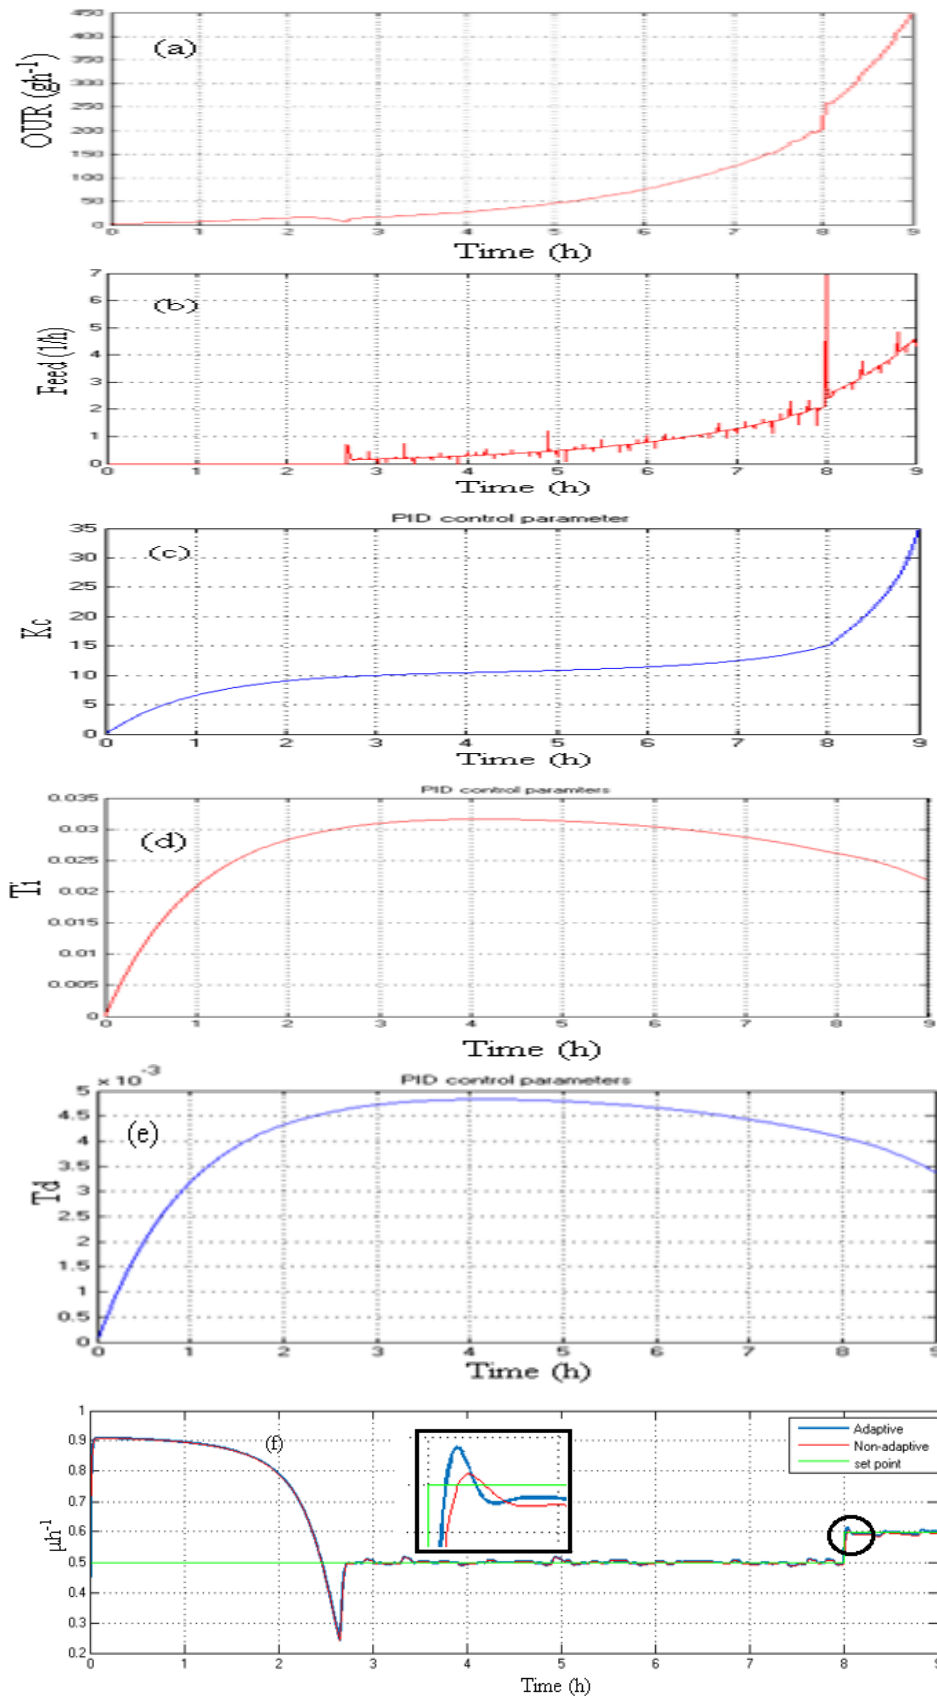 450
400
350
300
250
200
150
100
50
0
OUR (gh-1)
(a)
0 1 2 3 4 5 6 7 8 9
Time (h)
7
6
5
4
3
2
1
0
Feed (1/h)
(b)
0 1 2 3 4 5 6 7 8 9
Time (h)
PID control parameter
35
30
25
20
15
10
5
0
Kc
(c)
0 1 2 3 4 5 6 7 8 9
Time (h)
PID control paramters
0.035
0.03
0.025
0.02
0.015
0.01
0.005
0
Ti
(d)
0 1 2 3 4 5 6 7 8 9
Time (h)
× 10-3
PID control parameters
5
4.5
4
3.5
3
2.5
2
1.5
1
0.5
0
Td
(e)
0 1 2 3 4 5 6 7 8 9
Time (h)
1
0.9
0.8
0.7
0.6
0.5
0.4
0.3
0.2
μh-1
(f)
Adaptive
Non-adaptive
set point
0 1 2 3 4 5 6 7 8 9
Time (h)